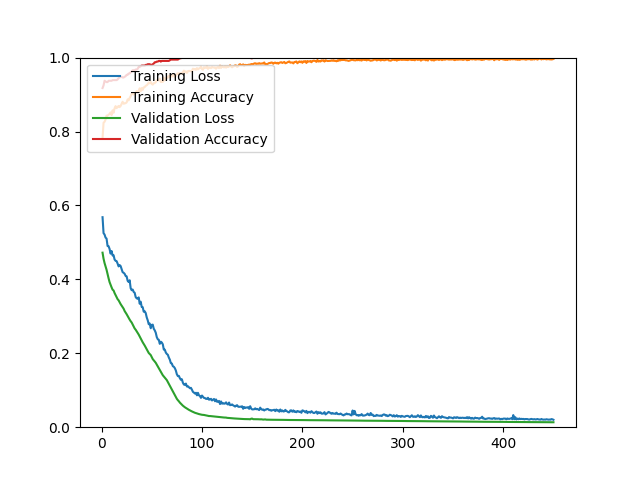 1.0
0.8
0.6
0.4
0.2
0.0
Training Loss
Training Accuracy
Validation Loss
Validation Accuracy
0 100 200 300 400